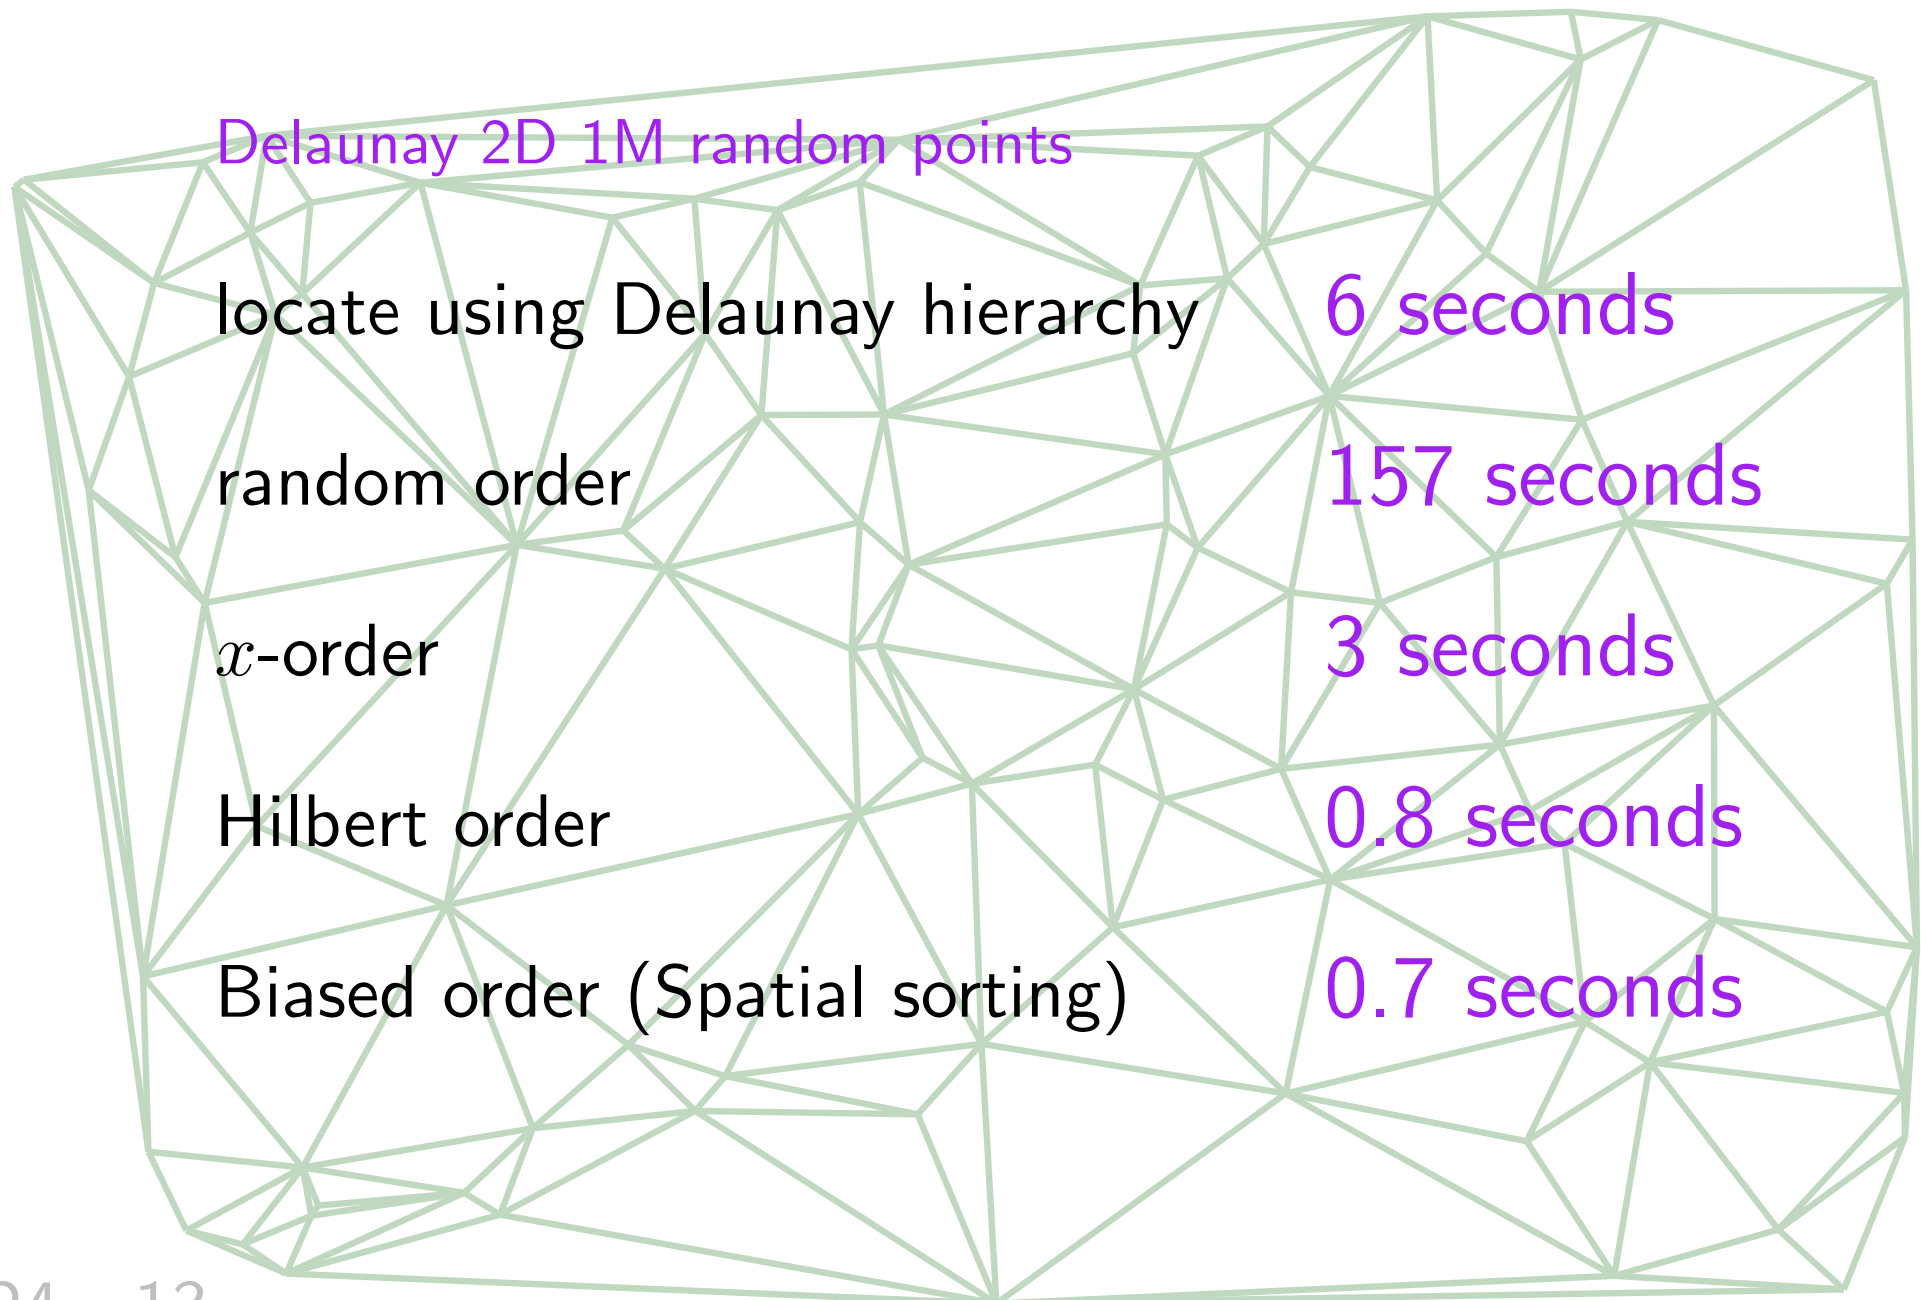 Delaunay 2D 1M random points
locate using Delaunay hierarchy 6 seconds
random order 157 seconds
x-order 3 seconds
Hilbert order 0.8 seconds
Biased order (Spatial sorting) 0.7 seconds